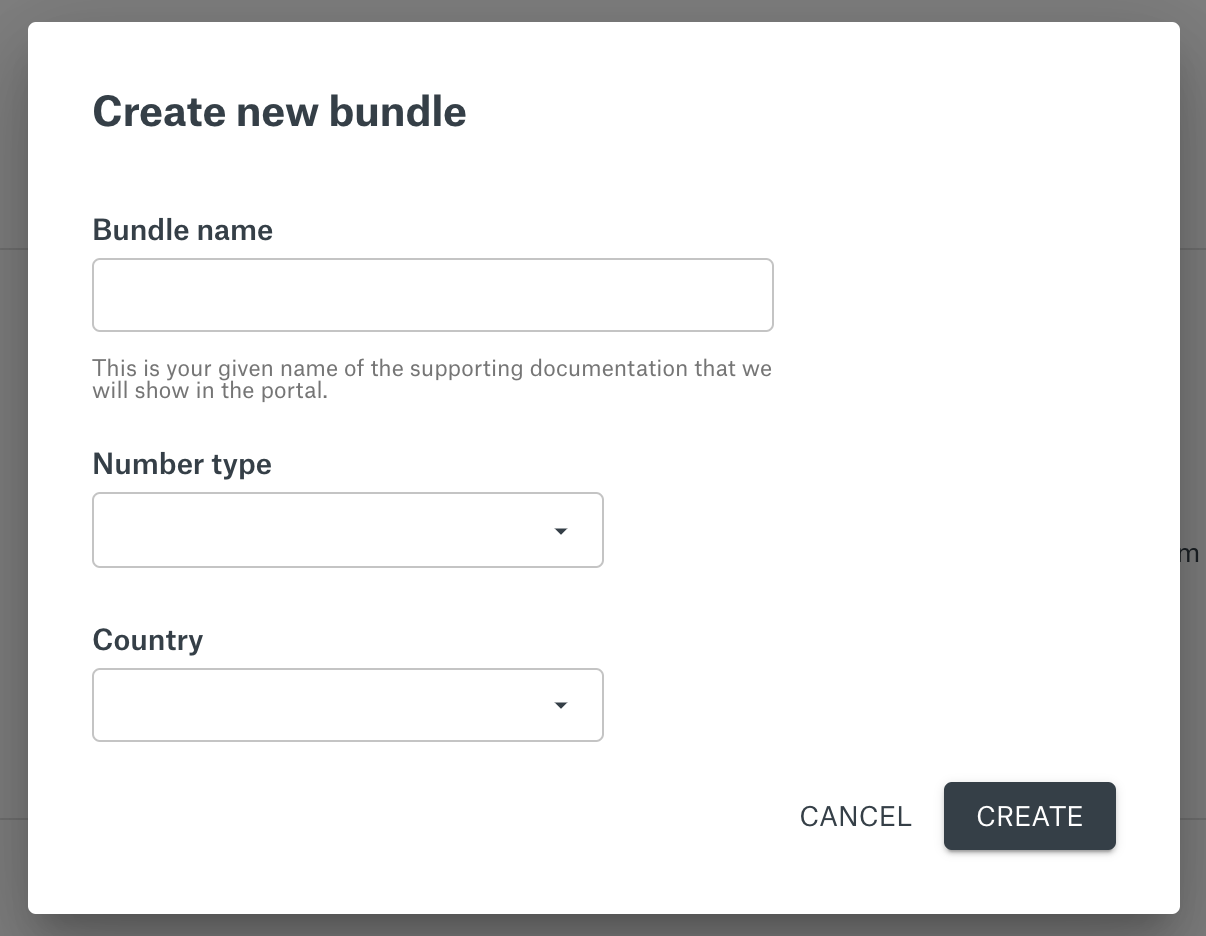 Create new bundle
Bundle name
This is your given name of the supporting documentation that we
will show in the portal.
Number type
m
Country
CANCEL
CREATE